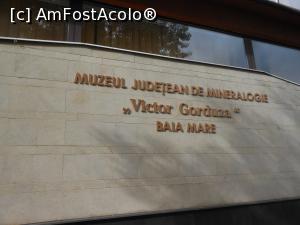 [c] AmFostAcolo®
MUZEUL JUDEȚEAN DE MINERALOGIE
„Victor Gorduza“
BAIA MARE